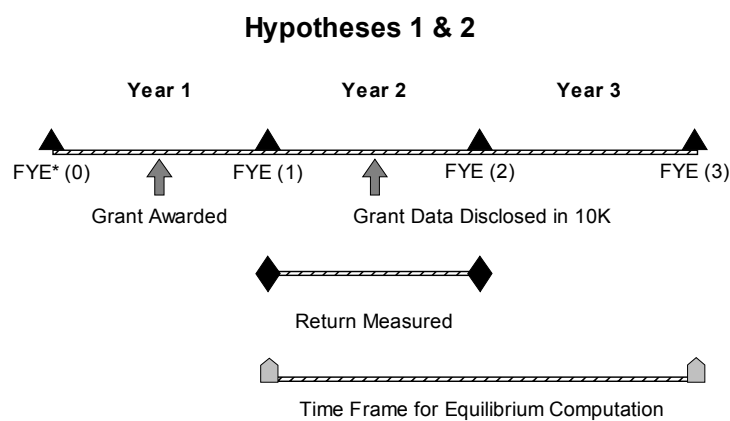 Hypotheses 1 & 2
Year 1 Year 2 Year 3
FYE* (0) FYE (1) FYE (2) FYE (3)
Grant Awarded Grant Data Disclosed in 10K
Return Measured
Time Frame for Equilibrium Computation